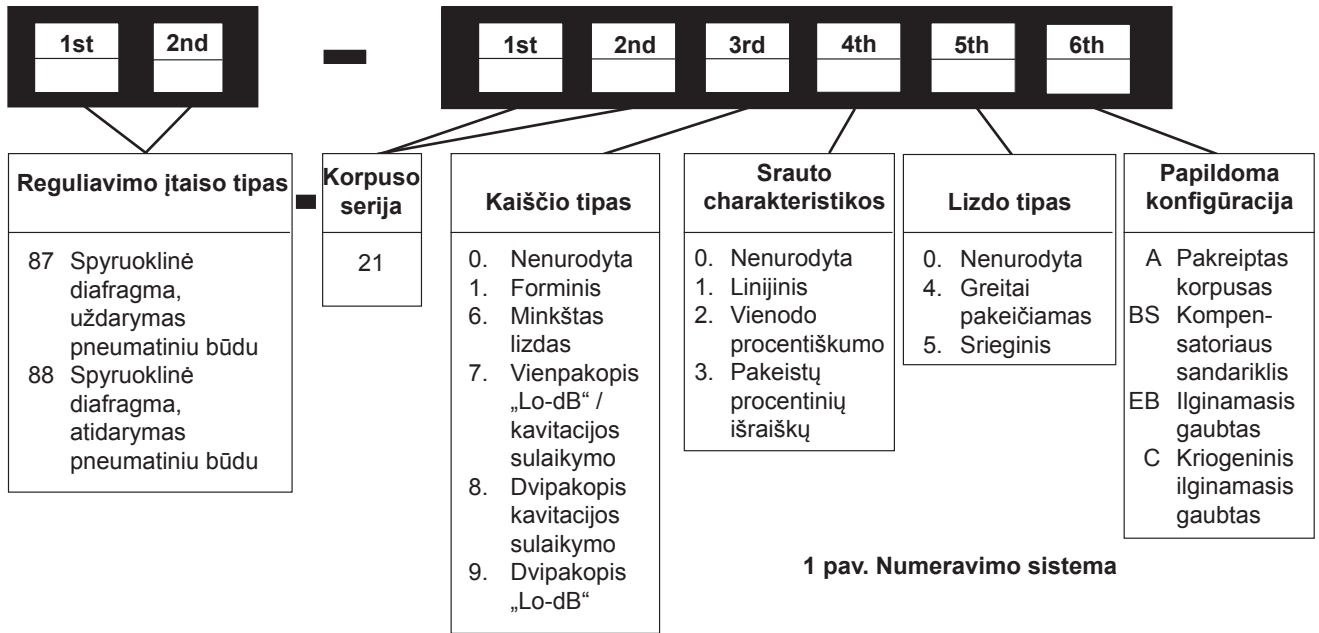 1st 2nd - 1st 2nd 3rd 4th 5th 6th
Reguliavimo įtaiso tipas
87 Spyruoklinė
diafragma,
uždarymas
pneumatiniu būdu
88 Spyruoklinė
diafragma,
atidarymas
pneumatiniu būdu
-
Korpuso
serija
21
Kaiščio tipas
0. Nenurodyta
1. Forminis
6. Minkštas
lizdas
7. Vienpakopis
„Lo-dB“ /
kavitacijos
sulaikymo
8. Dvipakopis
kavitacijos
sulaikymo
9. Dvipakopis
„Lo-dB“
Srauto
charakteristikos
0. Nenurodyta
1. Linijinis
2. Vienodo
procentiškumo
3. Pakeistų
procentinių
išraiškų
Lizdo tipas
0. Nenurodyta
4. Greitai
pakeičiamas
5. Srieginis
Papildoma
konfigūracija
A Pakreiptas
korpusas
BS Kompen-
satoriaus
sandariklis
EB Ilginamasis
gaubtas
C Kriogeninis
ilginamasis
gaubtas
1 pav. Numeravimo sistema